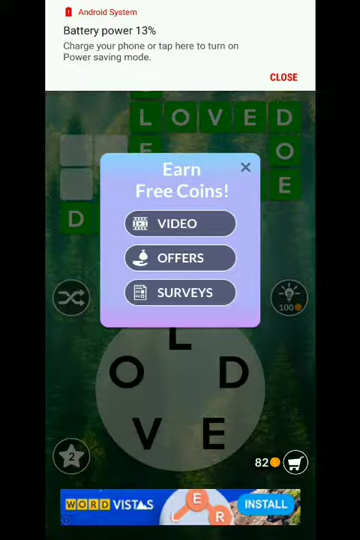 Android System
Battery power 13%
Charge your phone or tap here to turn on
Power saving mode.
CLOSE
L O V E D
E O
E
D
Earn
Free Coins!
VIDEO
OFFERS
SURVEYS
100
L
O D
V E
2
82
WORD VISTAS
E
L R
INSTALL